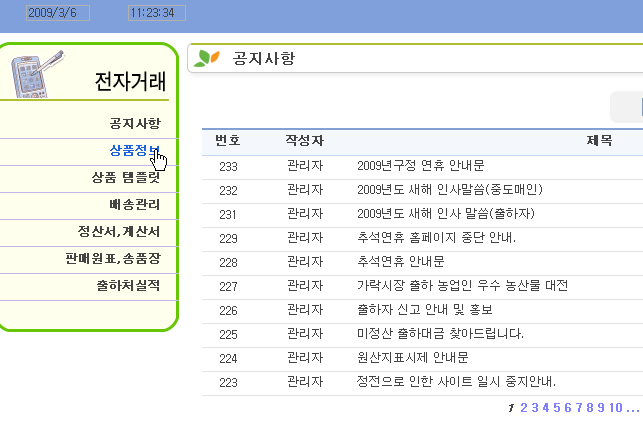 2009/3/6 11:23:34
전자거래
공지사항
상품정보
상품 템플릿
배송관리
정산서,계산서
판매원표,송품장
출하처실적
공지사항
번호 작성자 제목
233 관리자 2009년구정 연휴 안내문
232 관리자 2009년도 새해 인사말씀(중도매인)
231 관리자 2009년도 새해 인사 말씀(출하자)
229 관리자 추석연휴 홈페이지 중단 안내.
228 관리자 추석연휴 안내문
227 관리자 가락시장 출하 농업인 우수 농산물 대전
226 관리자 출하자 신고 안내 및 홍보
225 관리자 미정산 출하대금 찾아드립니다.
224 관리자 원산지표시제 안내문
223 관리자 정전으로 인한 사이트 일시 중지안내.
1 2 3 4 5 6 7 8 9 10 ...